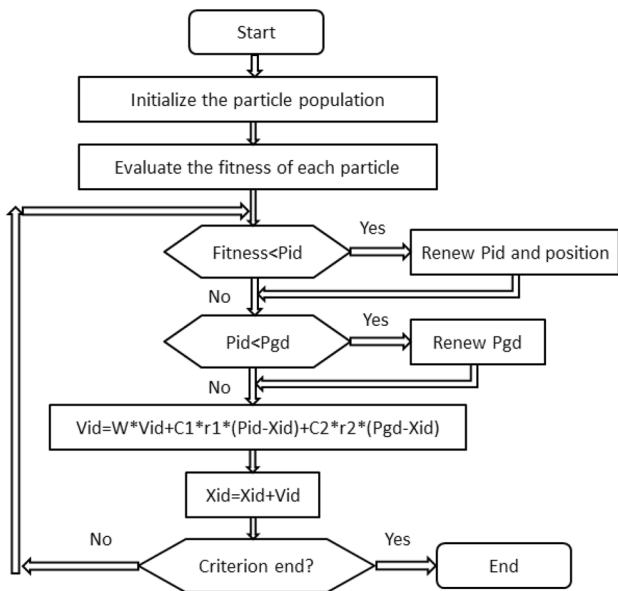 Start
Initialize the particle population
Evaluate the fitness of each particle
Fitness<Pid
Yes
Renew Pid and position
No
Pid<Pgd
Yes
Renew Pgd
No
Vid=W*Vid+C1*r1*(Pid-Xid)+C2*r2*(Pgd-Xid)
Xid=Xid+Vid
No
Criterion end?
Yes
End